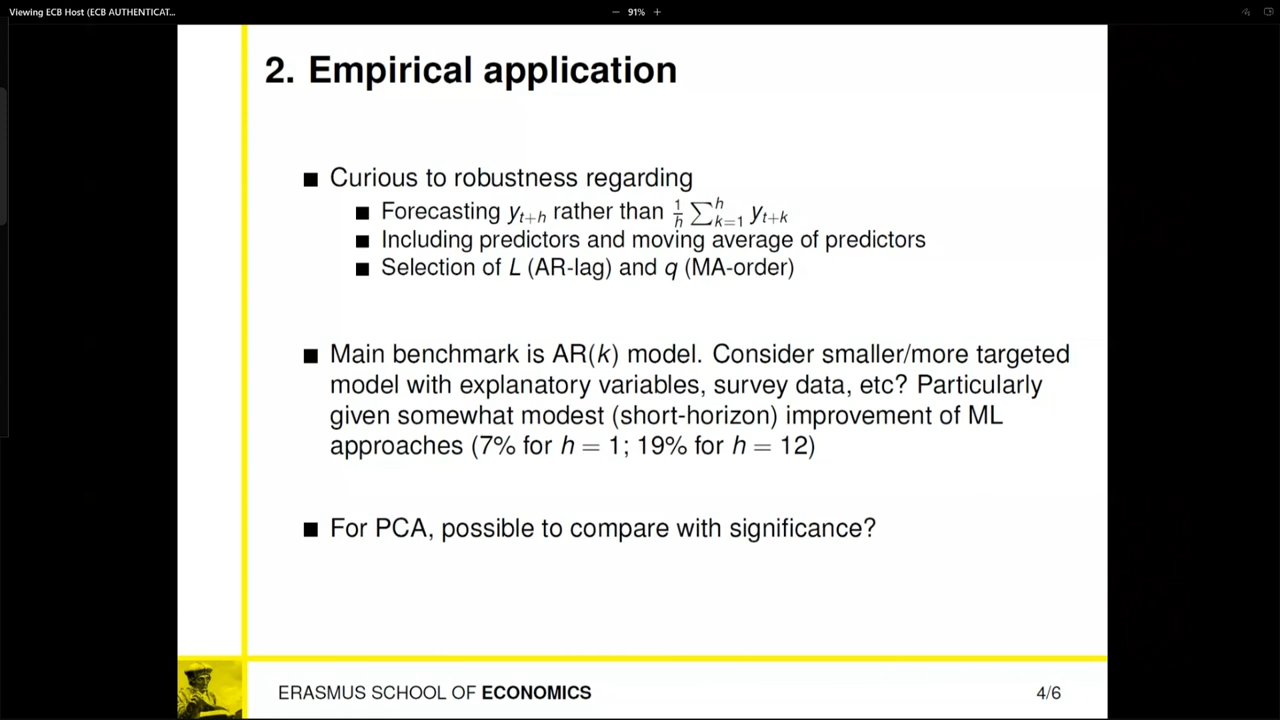 Viewing ECB Host (ECB AUTHENTICAT...
− 91% +
2. Empirical application
■ Curious to robustness regarding
■ Forecasting y_{t+h} rather than \frac{1}{h} \sum_{k=1}^{h} y_{t+k}
■ Including predictors and moving average of predictors
■ Selection of L (AR-lag) and q (MA-order)
■ Main benchmark is AR(k) model. Consider smaller/more targeted
model with explanatory variables, survey data, etc? Particularly
given somewhat modest (short-horizon) improvement of ML
approaches (7% for h = 1; 19% for h = 12)
■ For PCA, possible to compare with significance?
ERASMUS SCHOOL OF ECONOMICS
4/6